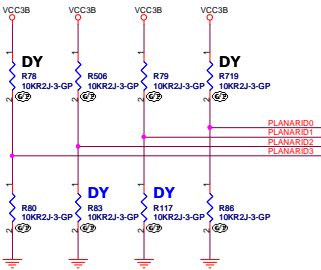 VCC3B VCC3B VCC3B VCC3B
1 1 1 1
DY DY
R78 R506 R79 R719
10KR2J-3-GP 10KR2J-3-GP 10KR2J-3-GP 10KR2J-3-GP
2 2 2 2
PLANARID0
PLANARID1
PLANARID2
PLANARID3
1 1 1 1
DY DY
R80 R83 R117 R86
10KR2J-3-GP 10KR2J-3-GP 10KR2J-3-GP 10KR2J-3-GP
2 2 2 2